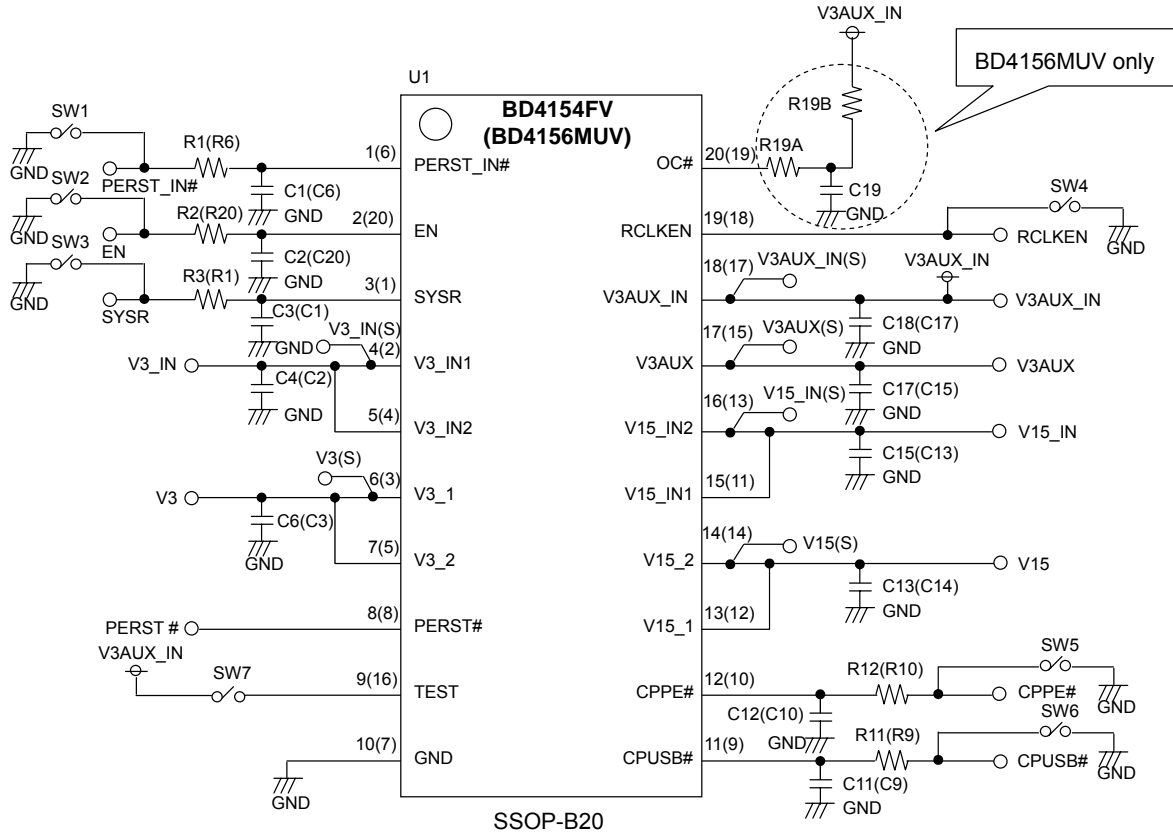 V3AUX_IN
BD4156MUV only
U1
BD4154FV
(BD4156MUV)
R19B
R19A
C19
GND
20(19)
OC#
SW1
GND
PERST_IN#
R1(R6)
C1(C6)
GND
1(6)
PERST_IN#
SW2
GND
EN
R2(R20)
C2(C20)
GND
2(20)
EN
SW3
GND
SYSR
R3(R1)
C3(C1)
GND
3(1)
SYSR
V3_IN(S)
V3_IN
C4(C2)
GND
4(2)
V3_IN1
5(4)
V3_IN2
V3(S)
V3
C6(C3)
GND
6(3)
V3_1
7(5)
V3_2
PERST #
8(8)
PERST#
V3AUX_IN
SW7
9(16)
TEST
10(7)
GND
GND
19(18)
RCLKEN
SW4
GND
RCLKEN
V3AUX_IN
18(17)
V3AUX_IN(S)
V3AUX_IN
V3AUX_IN
C18(C17)
GND
17(15)
V3AUX(S)
V3AUX
V3AUX
C17(C15)
GND
16(13)
V15_IN(S)
V15_IN2
V15_IN
C15(C13)
GND
15(11)
V15_IN1
14(14)
V15(S)
V15_2
V15
C13(C14)
GND
13(12)
V15_1
12(10)
CPPE#
C12(C10)
GND
R12(R10)
SW5
GND
CPPE#
11(9)
CPUSB#
C11(C9)
GND
R11(R9)
SW6
GND
CPUSB#
SSOP-B20